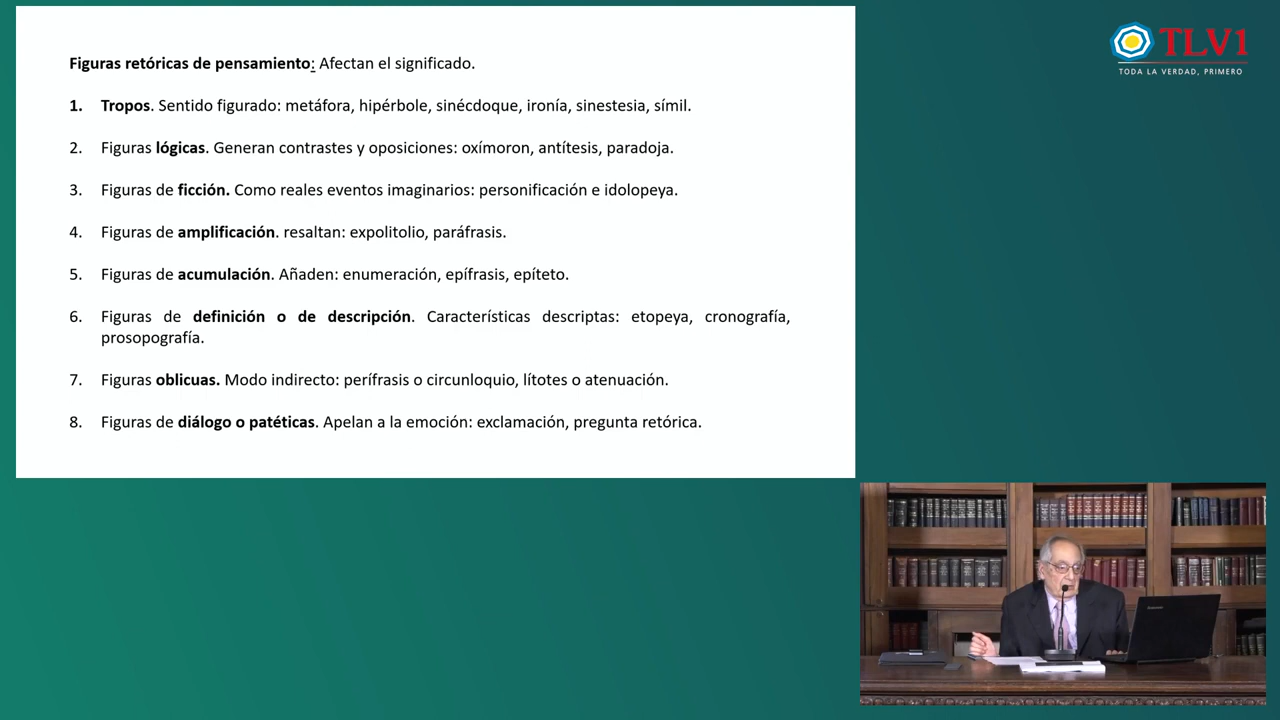 Figuras retóricas de pensamiento: Afectan el significado.
1. Tropos. Sentido figurado: metáfora, hipérbole, sinécdoque, ironía, sinestesia, símil.
2. Figuras lógicas. Generan contrastes y oposiciones: oxímoron, antítesis, paradoja.
3. Figuras de ficción. Como reales eventos imaginarios: personificación e idolopeya.
4. Figuras de amplificación. resaltan: expolitolio, paráfrasis.
5. Figuras de acumulación. Añaden: enumeración, epífrasis, epíteto.
6. Figuras de definición o de descripción. Características descriptas: etopeya, cronografía,
prosopografía.
7. Figuras oblicuas. Modo indirecto: perífrasis o circunloquio, lítotes o atenuación.
8. Figuras de diálogo o patéticas. Apelan a la emoción: exclamación, pregunta retórica.
TLV1
TODA LA VERDAD, PRIMERO